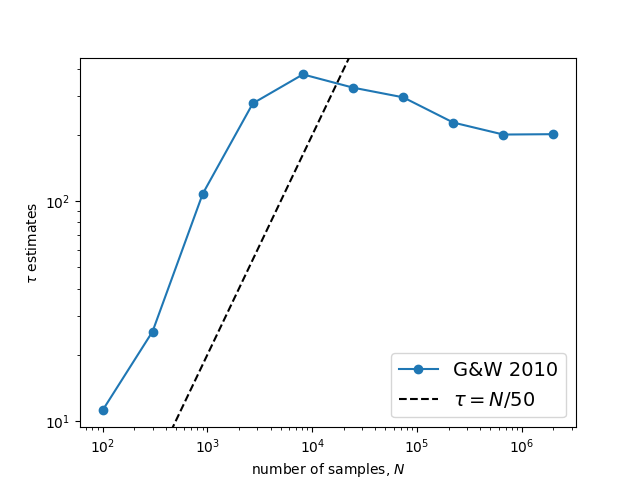 τ estimates
10²
10¹
10² 10³ 10⁴ 10⁵ 10⁶
number of samples, N
G&W 2010
τ = N/50